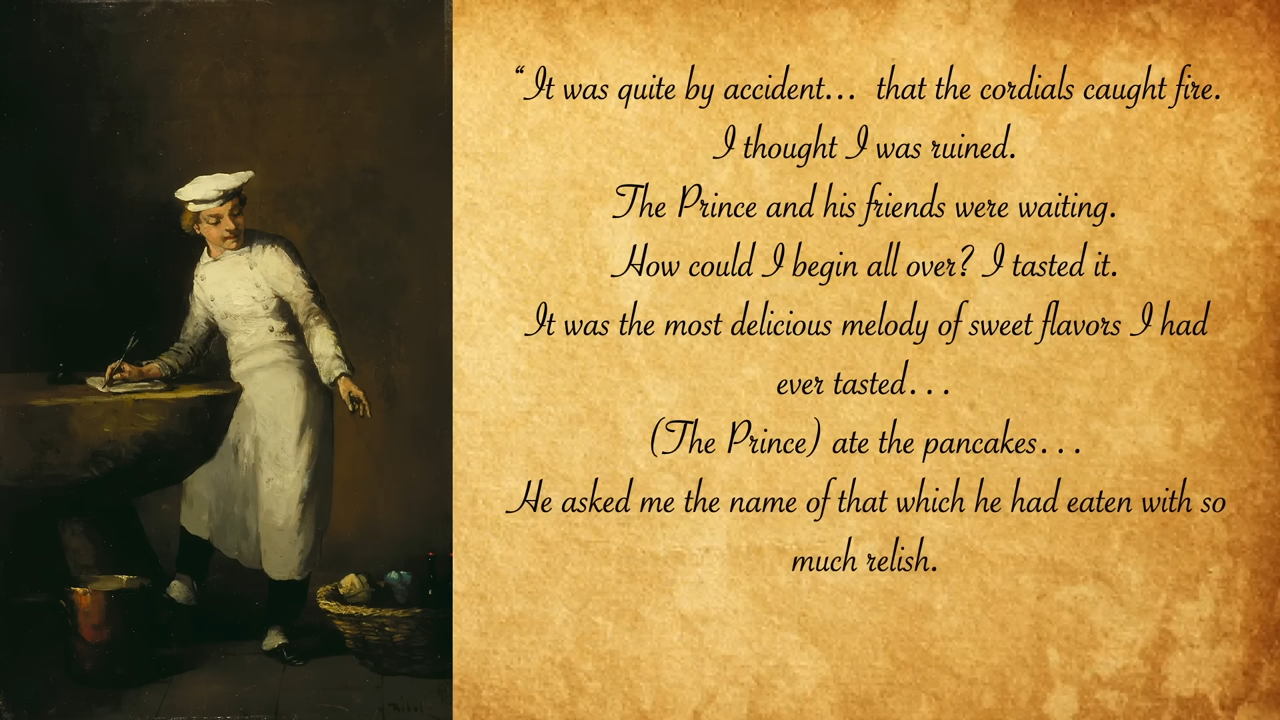 “It was quite by accident... that the cordials caught fire.
I thought I was ruined.
The Prince and his friends were waiting.
How could I begin all over? I tasted it.
It was the most delicious melody of sweet flavors I had
ever tasted...
(The Prince) ate the pancakes...
He asked me the name of that which he had eaten with so
much relish.